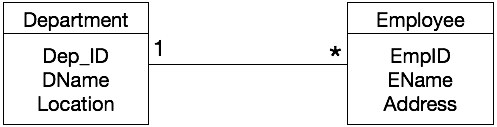 Department
Dep_ID
DName
Location
1
*
Employee
EmpID
EName
Address